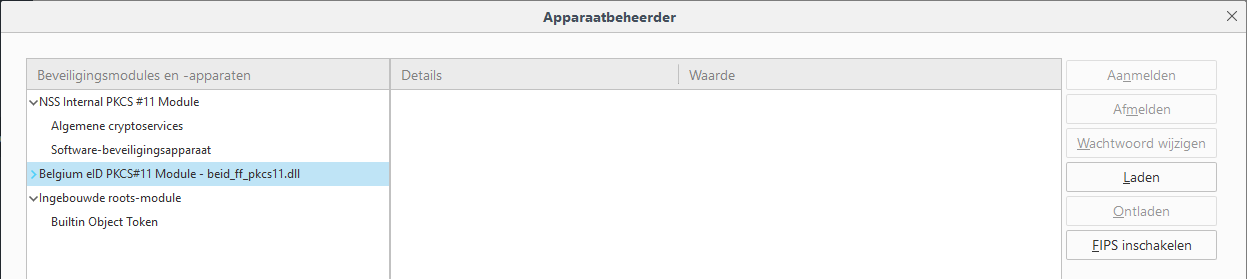 Apparaatbeheerder
Beveiligingsmodules en -apparaten Details Waarde
Aanmelden
NSS Internal PKCS #11 Module
Afmelden
Algemene cryptoservices
Wachtwoord wijzigen
Software-beveiligingsapparaat
Belgium eID PKCS#11 Module - beid_ff_pkcs11.dll
Laden
Ingebouwde roots-module
Ontladen
Builtin Object Token
FIPS inschakelen